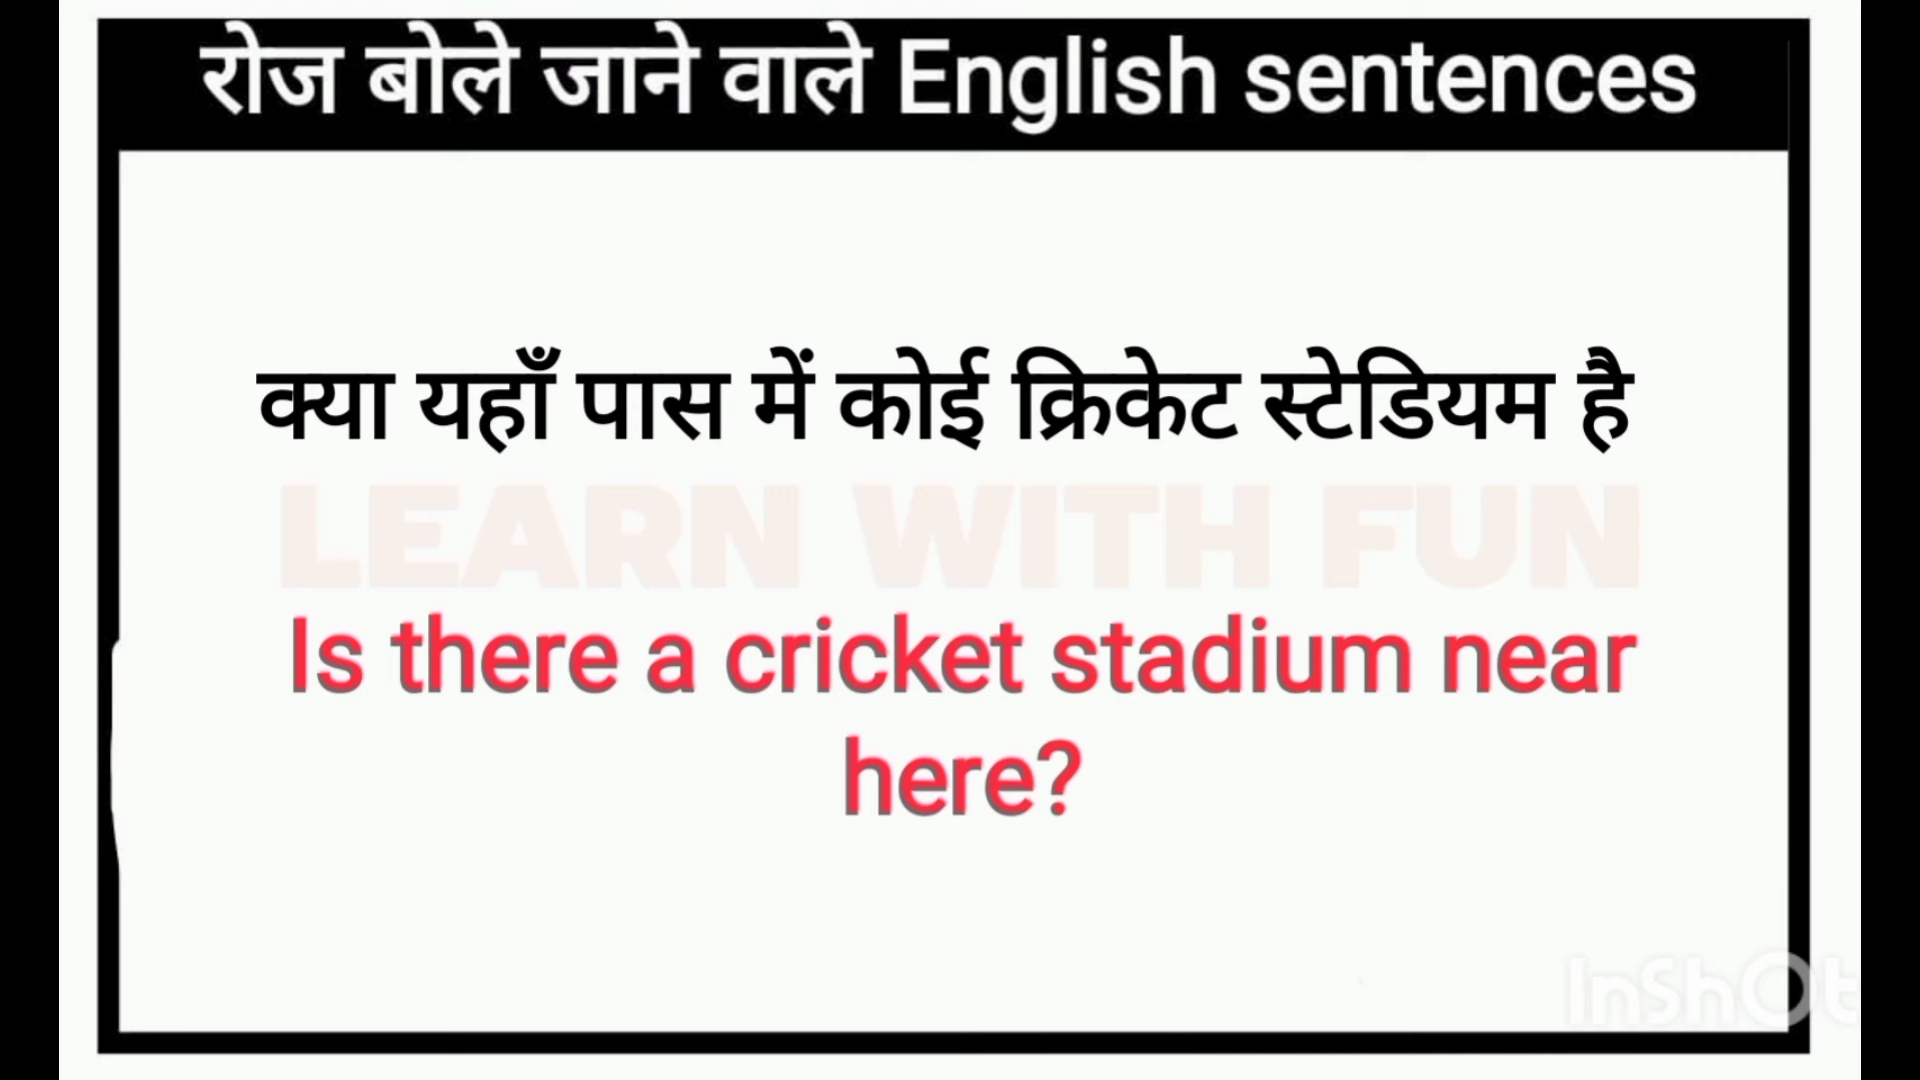 रोज बोले जाने वाले English sentences
क्या यहाँ पास में कोई क्रिकेट स्टेडियम है
LEARN WITH FUN
Is there a cricket stadium near
here?
InShOt